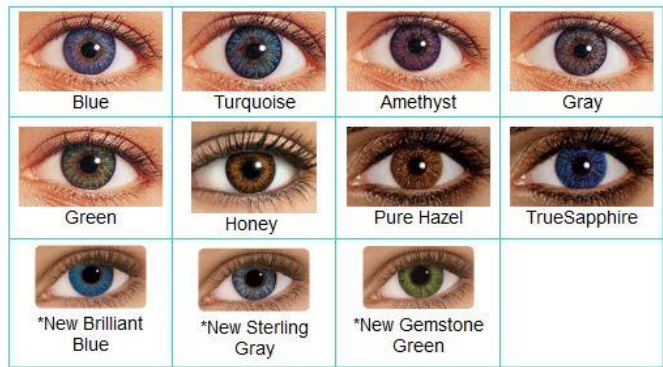 Blue
Turquoise
Amethyst
Gray
Green
Honey
Pure Hazel
TrueSapphire
*New Brilliant
Blue
*New Sterling
Gray
*New Gemstone
Green